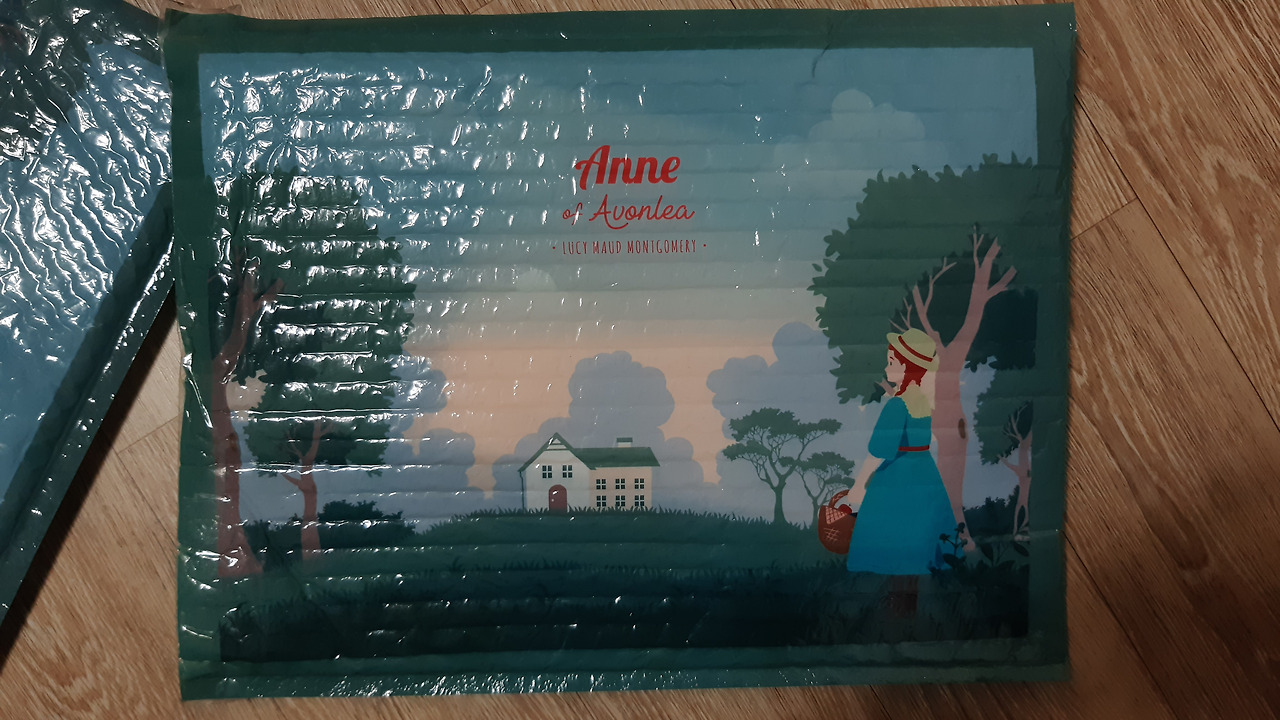 Anne
of Avonlea
• LUCY MAUD MONTGOMERY •